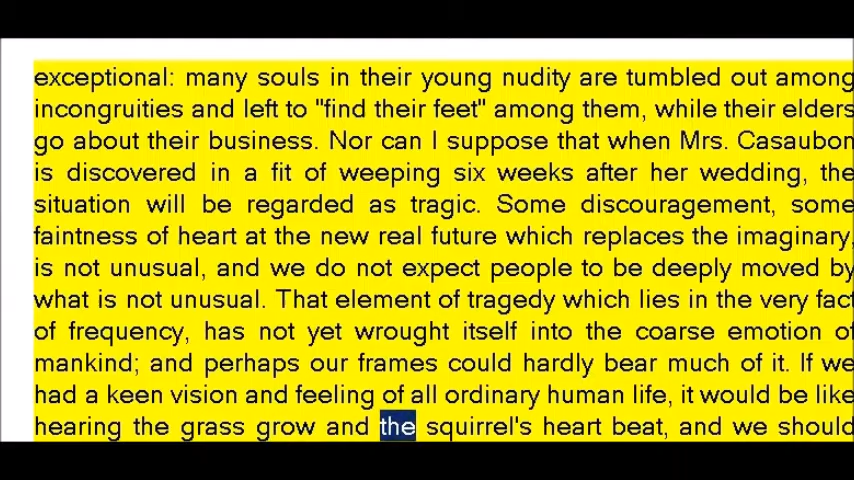 exceptional: many souls in their young nudity are tumbled out among
incongruities and left to "find their feet" among them, while their elders
go about their business. Nor can I suppose that when Mrs. Casaubon
is discovered in a fit of weeping six weeks after her wedding, the
situation will be regarded as tragic. Some discouragement, some
faintness of heart at the new real future which replaces the imaginary,
is not unusual, and we do not expect people to be deeply moved by
what is not unusual. That element of tragedy which lies in the very fact
of frequency, has not yet wrought itself into the coarse emotion of
mankind; and perhaps our frames could hardly bear much of it. If we
had a keen vision and feeling of all ordinary human life, it would be like
hearing the grass grow and the squirrel's heart beat, and we should